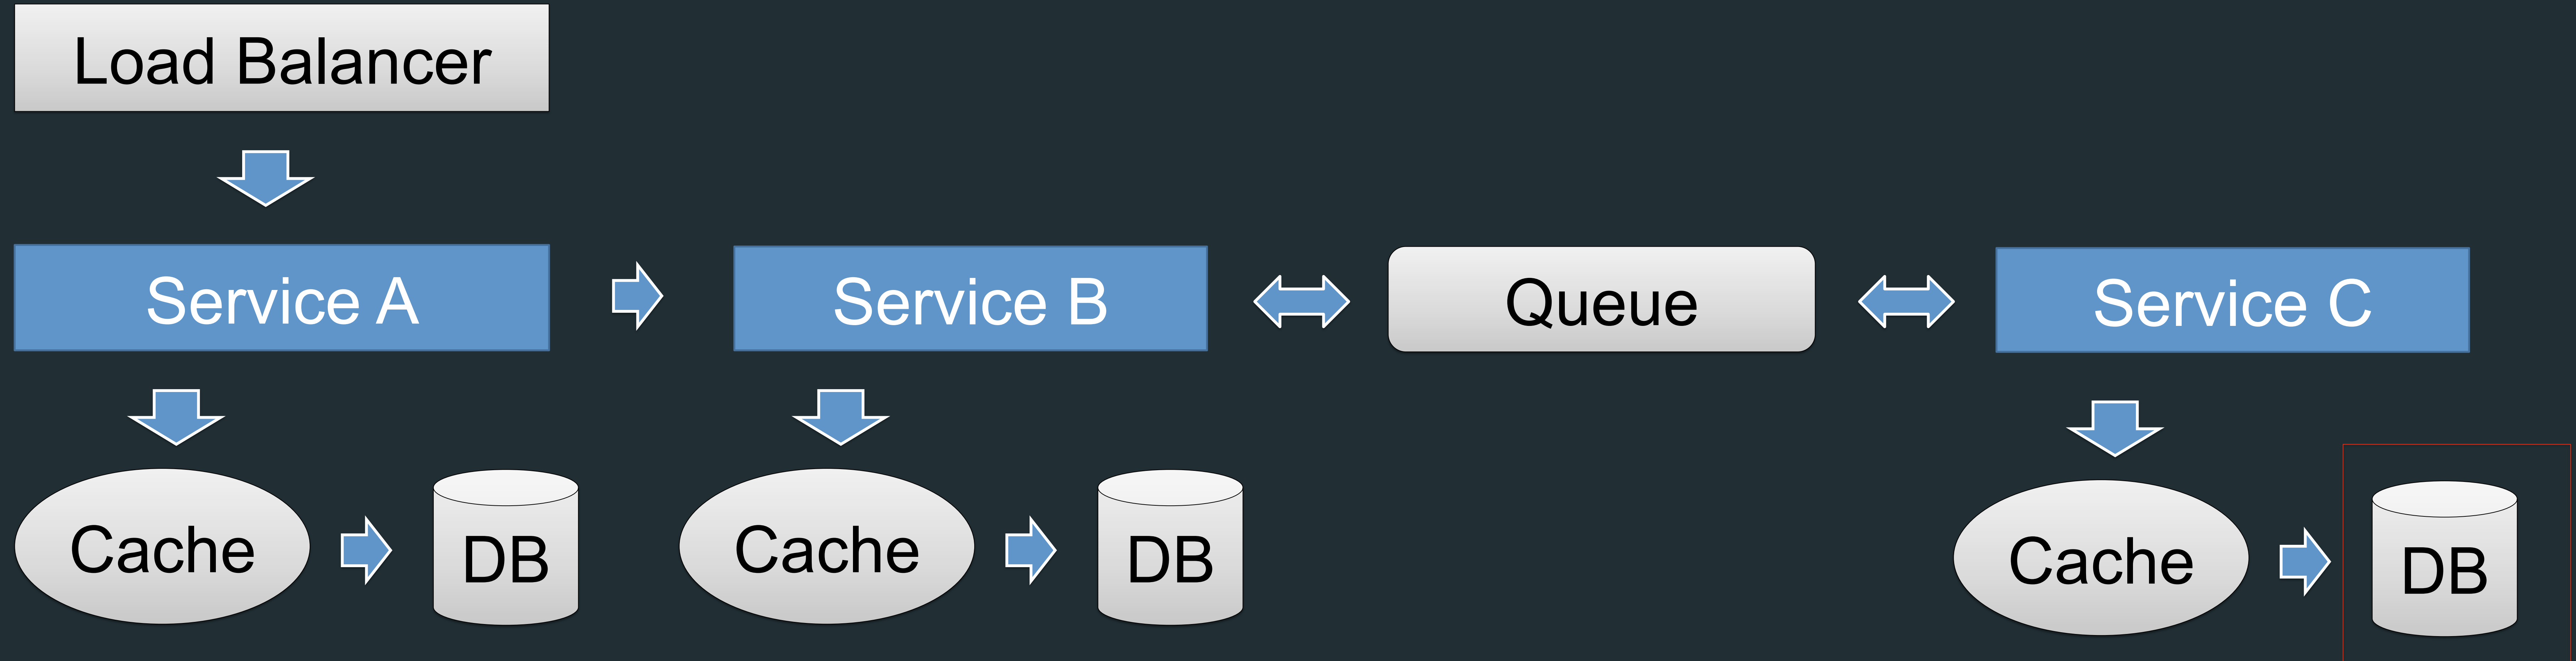 Load Balancer
Service A
Service B
Queue
Service C
Cache
DB
Cache
DB
Cache
DB